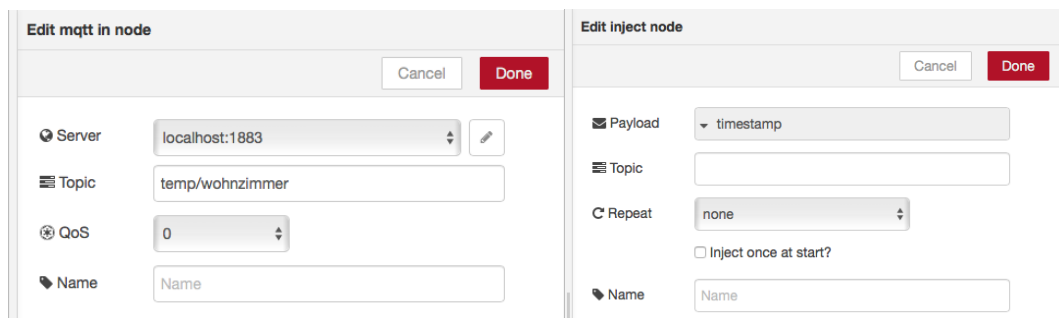 Edit mqtt in node
Cancel Done
Server localhost:1883
Topic temp/wohnzimmer
QoS 0
Name Name
Edit inject node
Cancel Done
Payload timestamp
Topic
Repeat none
Inject once at start?
Name Name